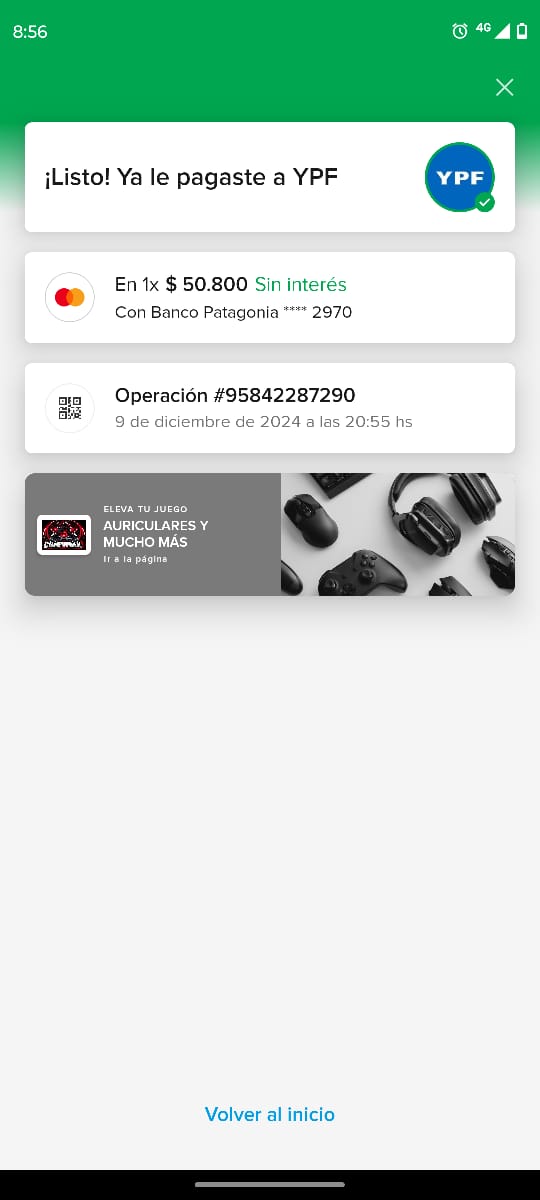 8:56
4G
¡Listo! Ya le pagaste a YPF
YPF
En 1x $ 50.800 Sin interés
Con Banco Patagonia **** 2970
Operación #95842287290
9 de diciembre de 2024 a las 20:55 hs
ELEVA TU JUEGO
AURICULARES Y
MUCHO MÁS
Ir a la página
Volver al inicio